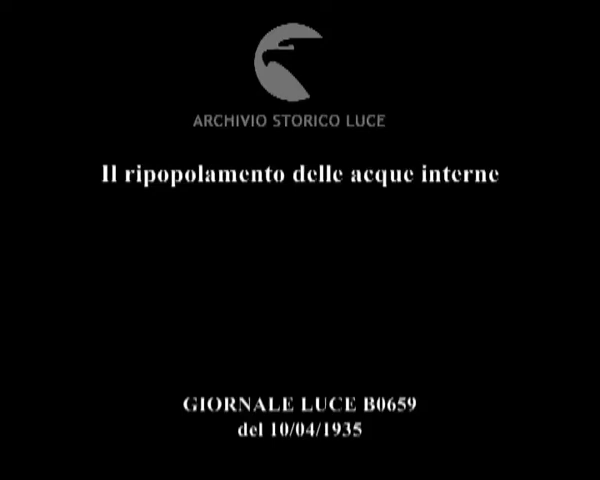 ARCHIVIO STORICO LUCE
Il ripopolamento delle acque interne
GIORNALE LUCE B0659
del 10/04/1935